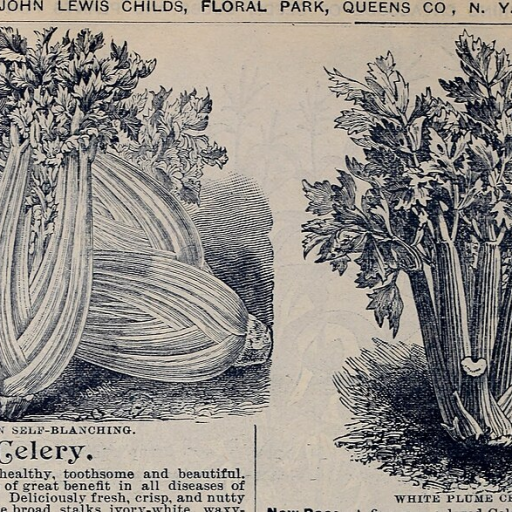 JOHN LEWIS CHILDS, FLORAL PARK, QUEENS CO, N. Y.
SELF-BLANCHING.
Celery.
healthy, toothsome and beautiful.
of great benefit in all diseases of
Deliciously fresh, crisp, and nutty
broad stalks ivory-white, waxy-
WHITE PLUME